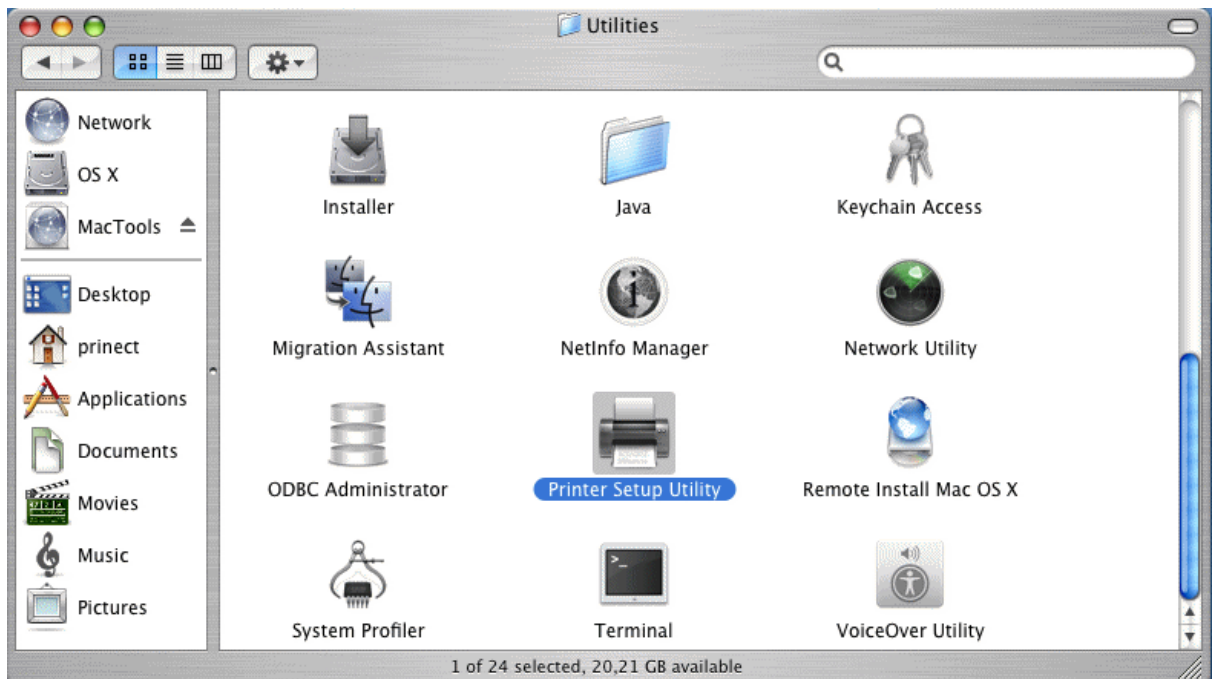 Utilities
Network
OS X
MacTools
Desktop
prinect
Applications
Documents
Movies
Music
Pictures
Installer
Java
Keychain Access
Migration Assistant
NetInfo Manager
Network Utility
ODBC Administrator
Printer Setup Utility
Remote Install Mac OS X
System Profiler
Terminal
VoiceOver Utility
1 of 24 selected, 20,21 GB available